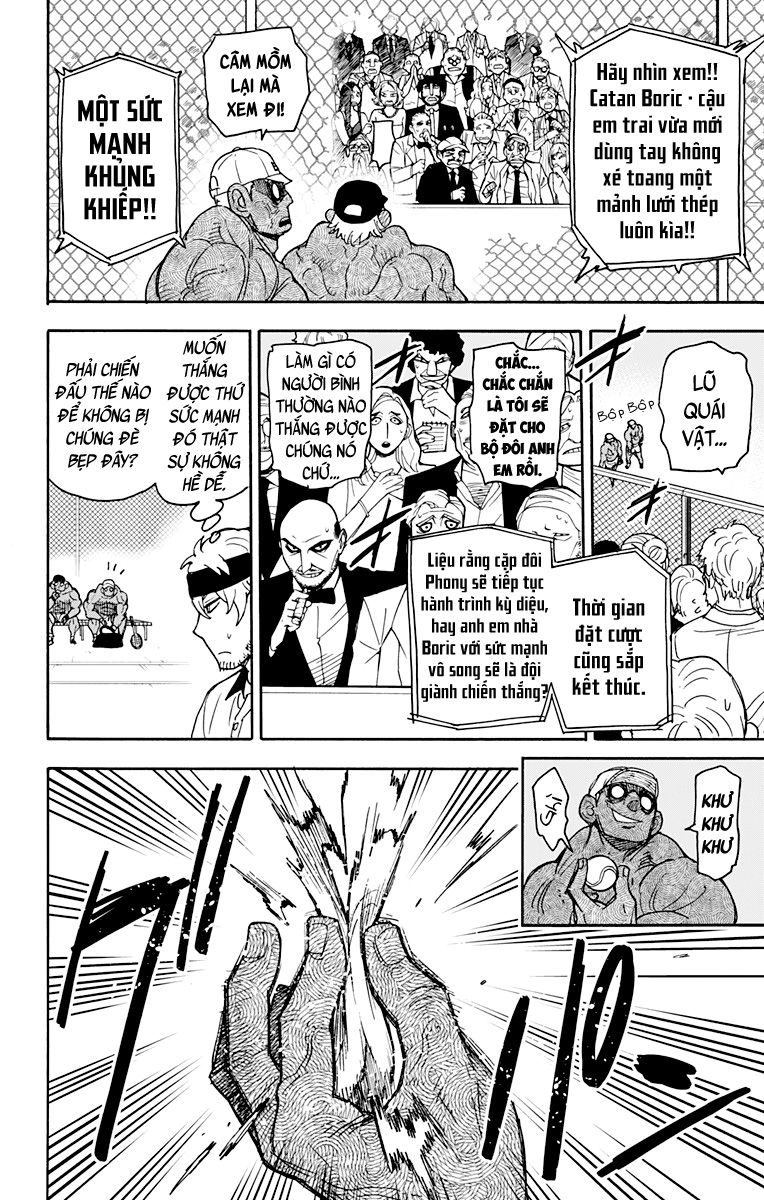 Hãy nhìn xem!!
Catan Boric - cậu
em trai vừa mới
dùng tay không
xé toang một
mảnh lưới thép
luôn kìa!!
CÂM MỒM
LẠI MÀ
XEM ĐI!
MỘT SỨC
MẠNH
KHỦNG
KHIẾP!!
LŨ
QUÁI
VẬT...
BÓP BÓP
CHẮC...
CHẮC CHẮN
LÀ TÔI SẼ
ĐẶT CHO
BỘ ĐÔI ANH
EM RỒI.
LÀM GÌ CÓ
NGƯỜI BÌNH
THƯỜNG NÀO
THẮNG ĐƯỢC
CHÚNG NÓ
CHỨ...
Thời gian
đặt cược
cũng sắp
kết thúc.
Liệu rằng cặp đôi
Phony sẽ tiếp tục
hành trình kỳ diệu,
hay anh em nhà
Boric với sức mạnh
vô song sẽ là đội
giành chiến thắng?
MUỐN
THẮNG
ĐƯỢC THỨ
SỨC MẠNH
ĐÓ THẬT
SỰ KHÔNG
HỀ DỄ.
PHẢI CHIẾN
ĐẤU THẾ NÀO
ĐỂ KHÔNG BỊ
CHÚNG ĐÈ
BẸP ĐÂY?
KHƯ
KHƯ
KHƯ